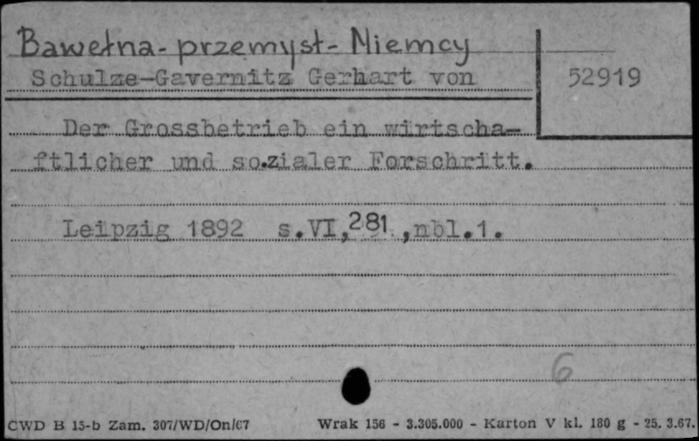 Bawełna - przemysł - Niemcy
Schulze-Gavernitz Gerhart von
52919
Der Grossbetrieb ein wirtscha-
ftlicher und so.zialer Forschritt.
Leipzig 1892 s.VI,281.,nbl.1.
6
CWD B 15-b Zam. 307/WD/On/67 Wrak 156 - 3.305.000 - Karton V kl. 180 g - 25. 3.67.